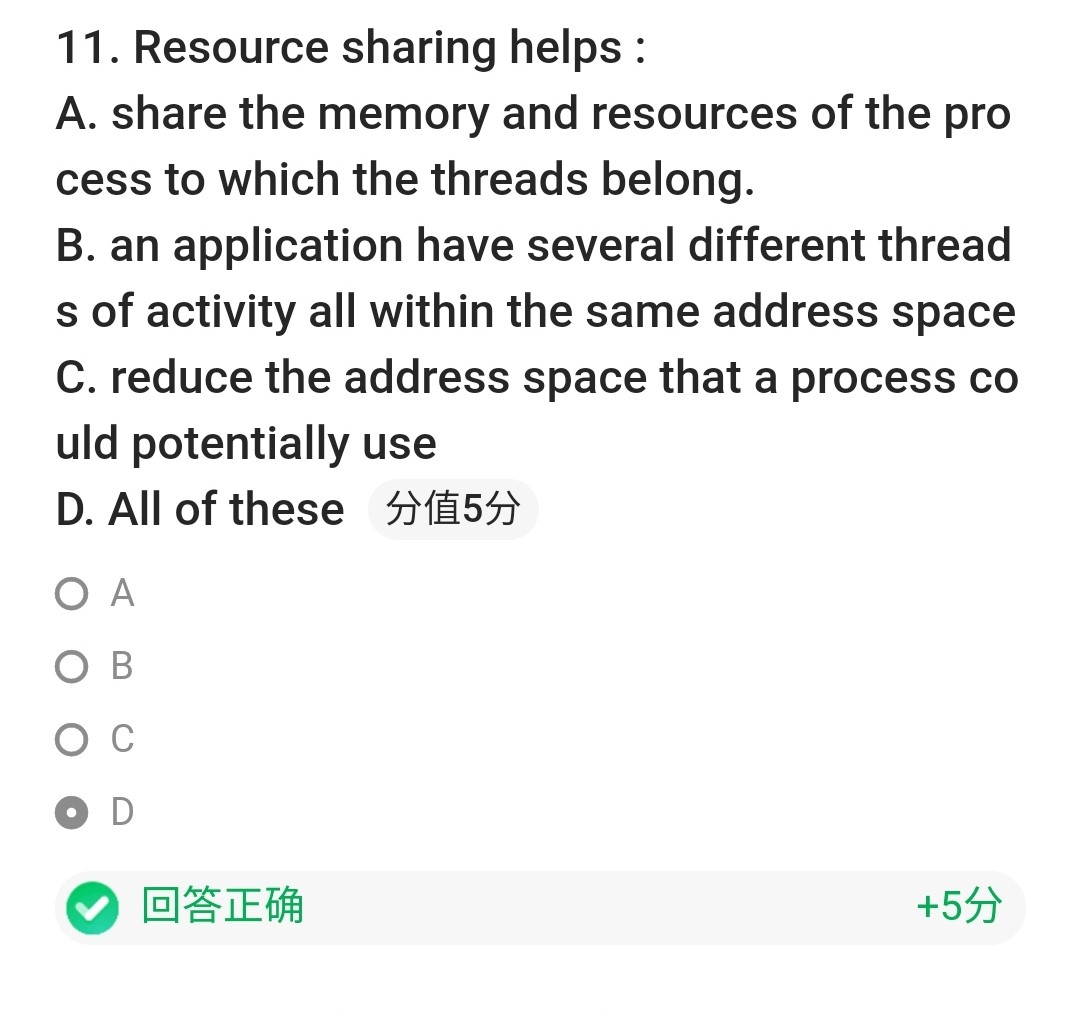 11. Resource sharing helps :
A. share the memory and resources of the pro
cess to which the threads belong.
B. an application have several different thread
s of activity all within the same address space
C. reduce the address space that a process co
uld potentially use
D. All of these 分值5分
A
B
C
D
回答正确 +5分